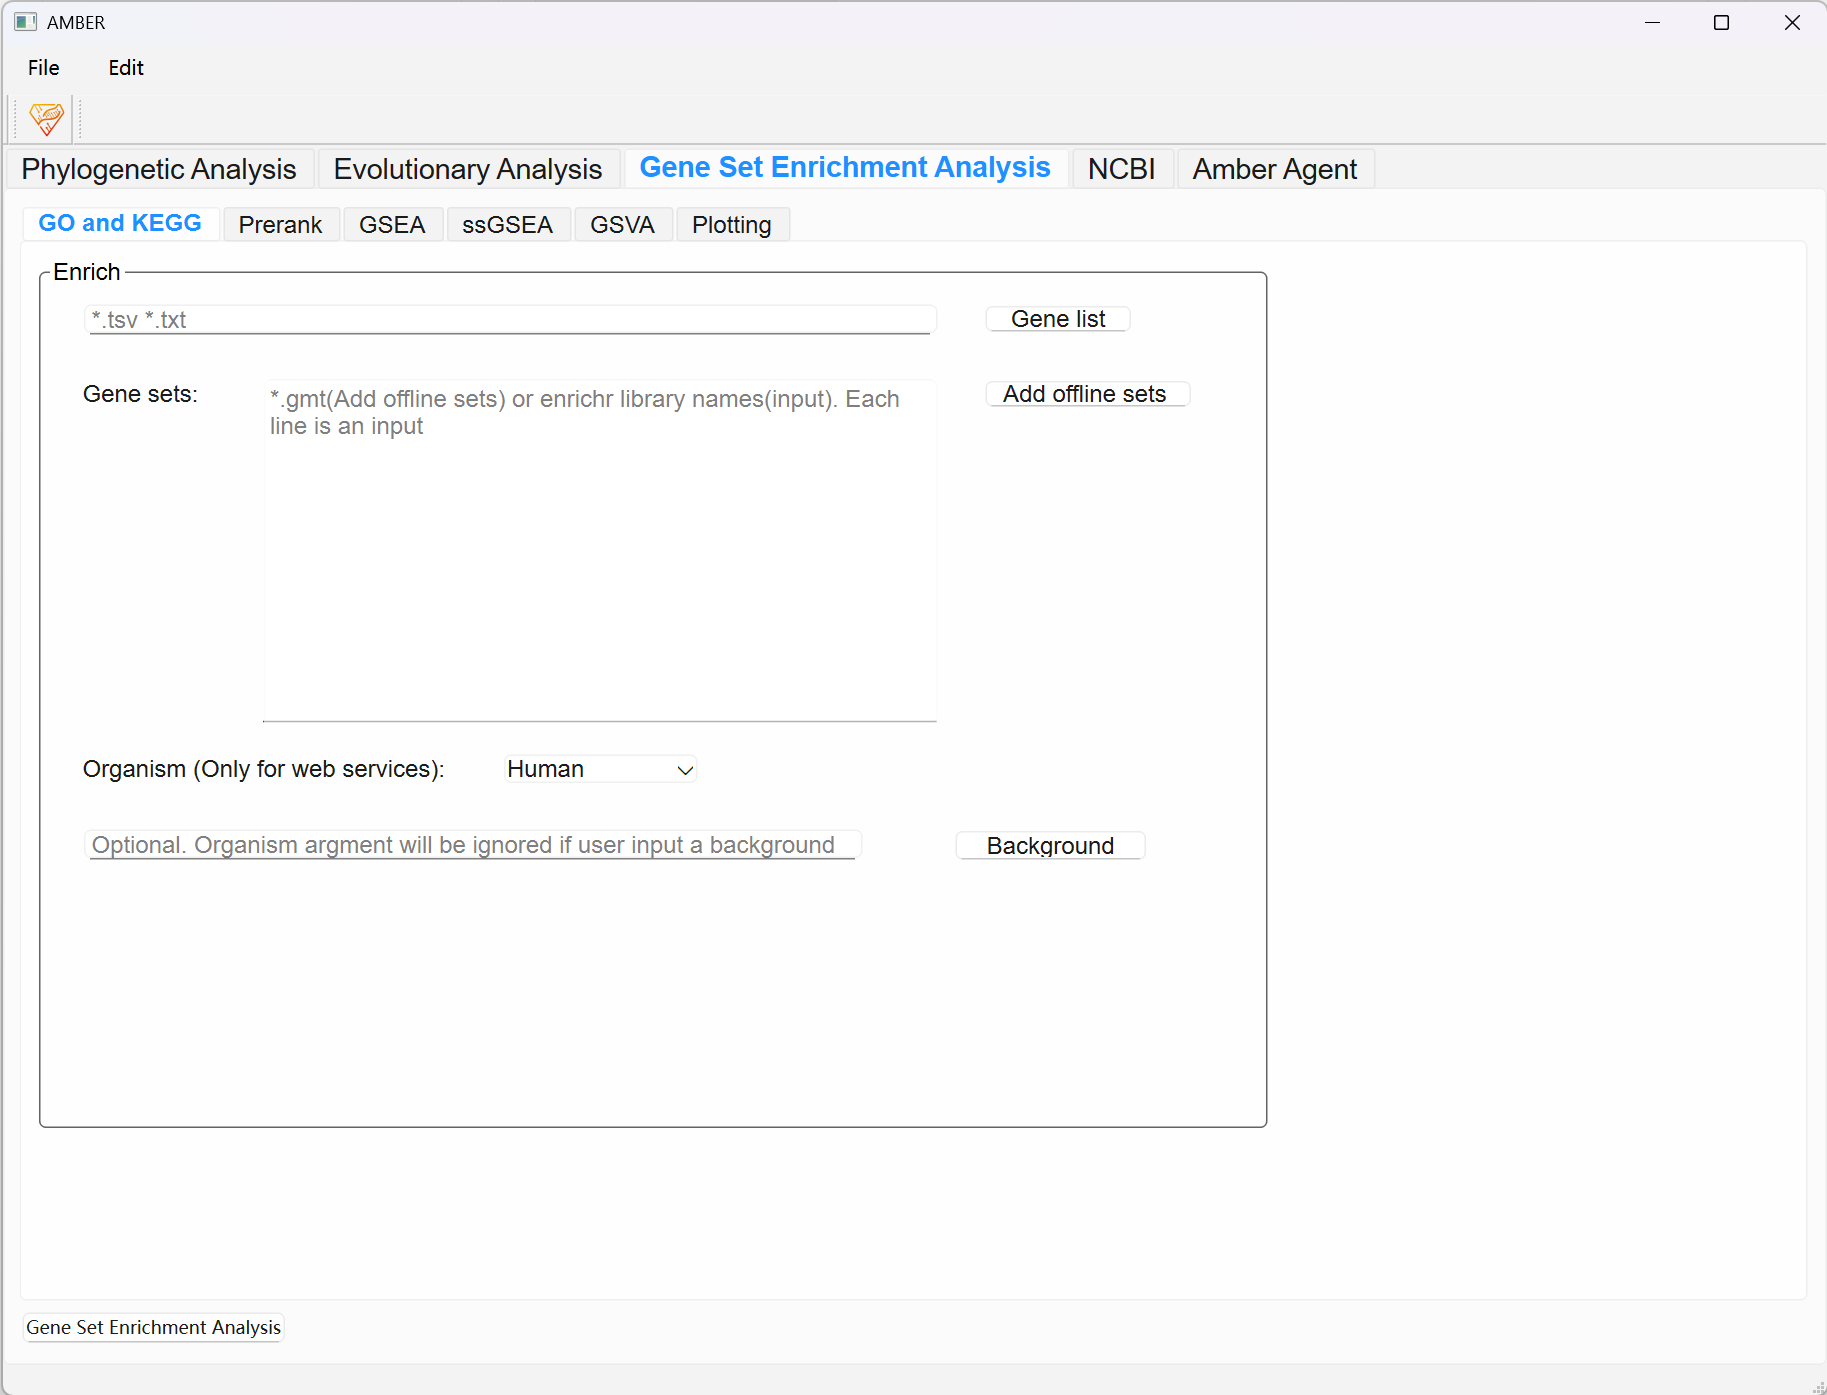 AMBER
File Edit
Phylogenetic Analysis Evolutionary Analysis Gene Set Enrichment Analysis NCBI Amber Agent
GO and KEGG Prerank GSEA ssGSEA GSVA Plotting
Enrich
*.tsv *.txt Gene list
Gene sets: *.gmt(Add offline sets) or enrichr library names(input). Each Add offline sets
line is an input
Organism (Only for web services): Human
Optional. Organism argment will be ignored if user input a background Background
Gene Set Enrichment Analysis